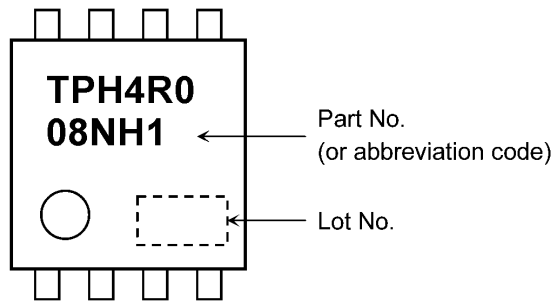 TPH4R0
08NH1
Part No.
(or abbreviation code)
Lot No.